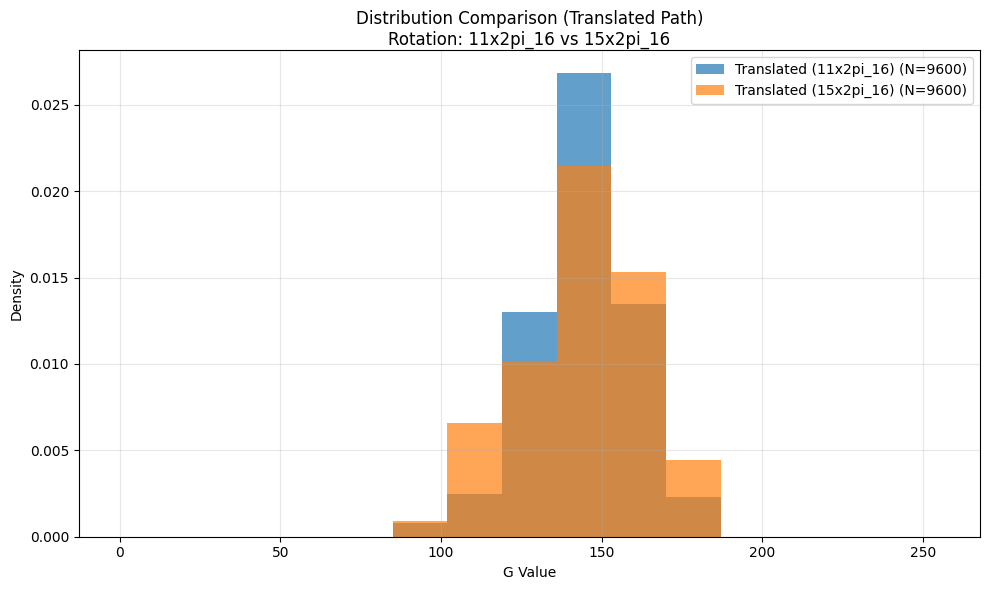 Distribution Comparison (Translated Path)
Rotation: 11x2pi_16 vs 15x2pi_16
Translated (11x2pi_16) (N=9600)
Translated (15x2pi_16) (N=9600)
Density
0.025
0.020
0.015
0.010
0.005
0.000
0 50 100 150 200 250
G Value